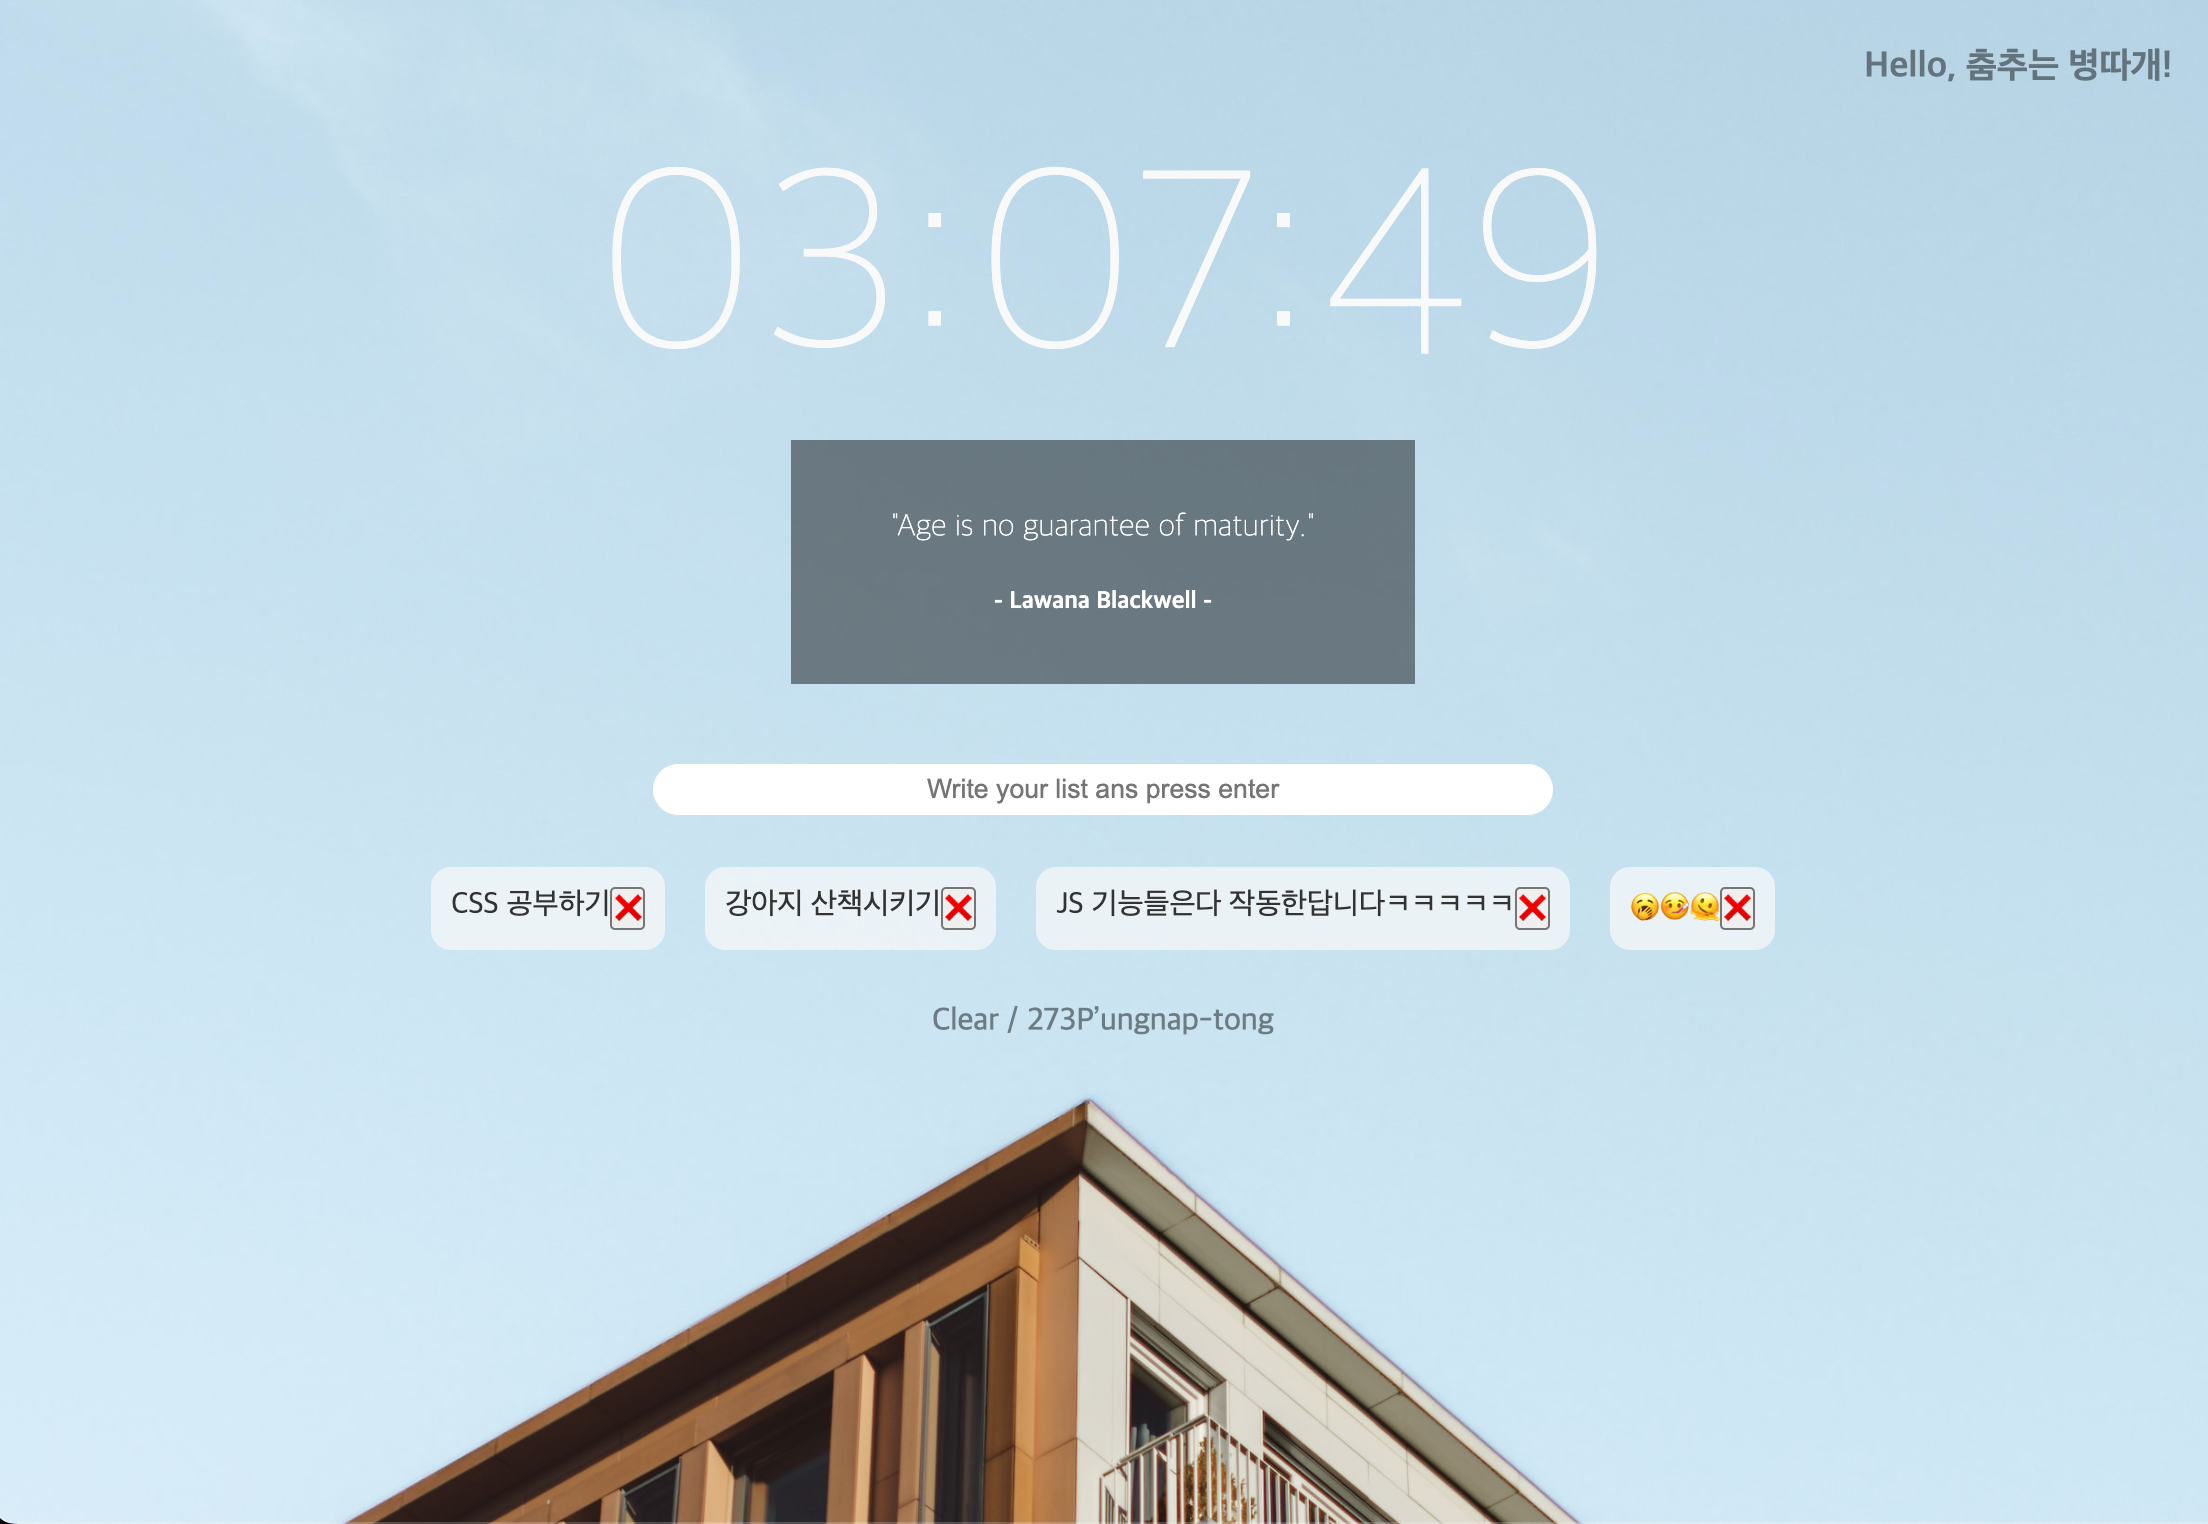 Hello, 춤추는 병따개!
03:07:49
"Age is no guarantee of maturity."
- Lawana Blackwell -
Write your list ans press enter
CSS 공부하기❌ 강아지 산책시키기❌ JS 기능들은다 작동한답니다ㅋㅋㅋㅋㅋ❌ 🥱🤒🫠❌
Clear / 273P’ungnap-tong